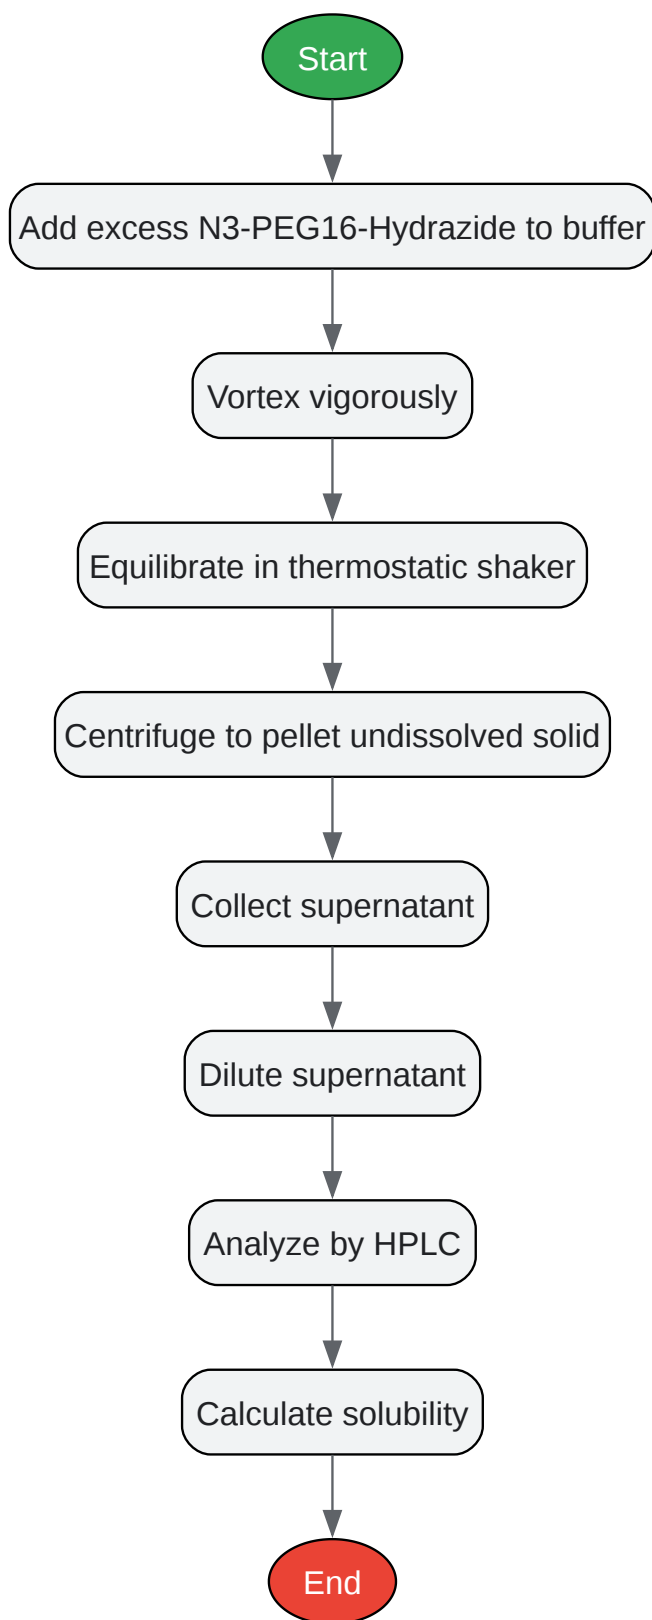 Start
Add excess N3-PEG16-Hydrazide to buffer
Vortex vigorously
Equilibrate in thermostatic shaker
Centrifuge to pellet undissolved solid
Collect supernatant
Dilute supernatant
Analyze by HPLC
Calculate solubility
End